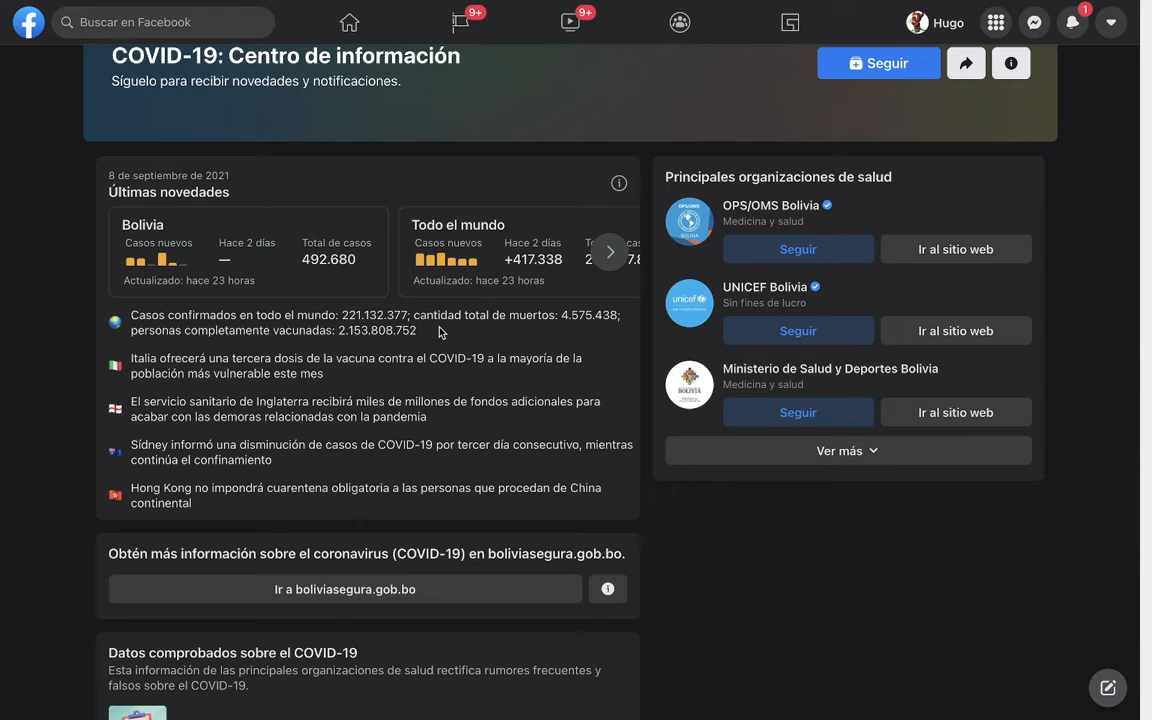 Buscar en Facebook
9+
9+
Hugo
1
COVID-19: Centro de información
Síguelo para recibir novedades y notificaciones.
Seguir
8 de septiembre de 2021
Últimas novedades
Bolivia
Casos nuevos
Hace 2 días
—
Total de casos
492.680
Actualizado: hace 23 horas
Todo el mundo
Casos nuevos
Hace 2 días
+417.338
Actualizado: hace 23 horas
Casos confirmados en todo el mundo: 221.132.377; cantidad total de muertos: 4.575.438;
personas completamente vacunadas: 2.153.808.752
Italia ofrecerá una tercera dosis de la vacuna contra el COVID-19 a la mayoría de la
población más vulnerable este mes
El servicio sanitario de Inglaterra recibirá miles de millones de fondos adicionales para
acabar con las demoras relacionadas con la pandemia
Sídney informó una disminución de casos de COVID-19 por tercer día consecutivo, mientras
continúa el confinamiento
Hong Kong no impondrá cuarentena obligatoria a las personas que procedan de China
continental
Obtén más información sobre el coronavirus (COVID-19) en boliviasegura.gob.bo.
Ir a boliviasegura.gob.bo
Datos comprobados sobre el COVID-19
Esta información de las principales organizaciones de salud rectifica rumores frecuentes y
falsos sobre el COVID-19.
Principales organizaciones de salud
OPS/OMS Bolivia
Medicina y salud
Seguir
Ir al sitio web
unicef
UNICEF Bolivia
Sin fines de lucro
Seguir
Ir al sitio web
BOLIVIA
Ministerio de Salud y Deportes Bolivia
Medicina y salud
Seguir
Ir al sitio web
Ver más